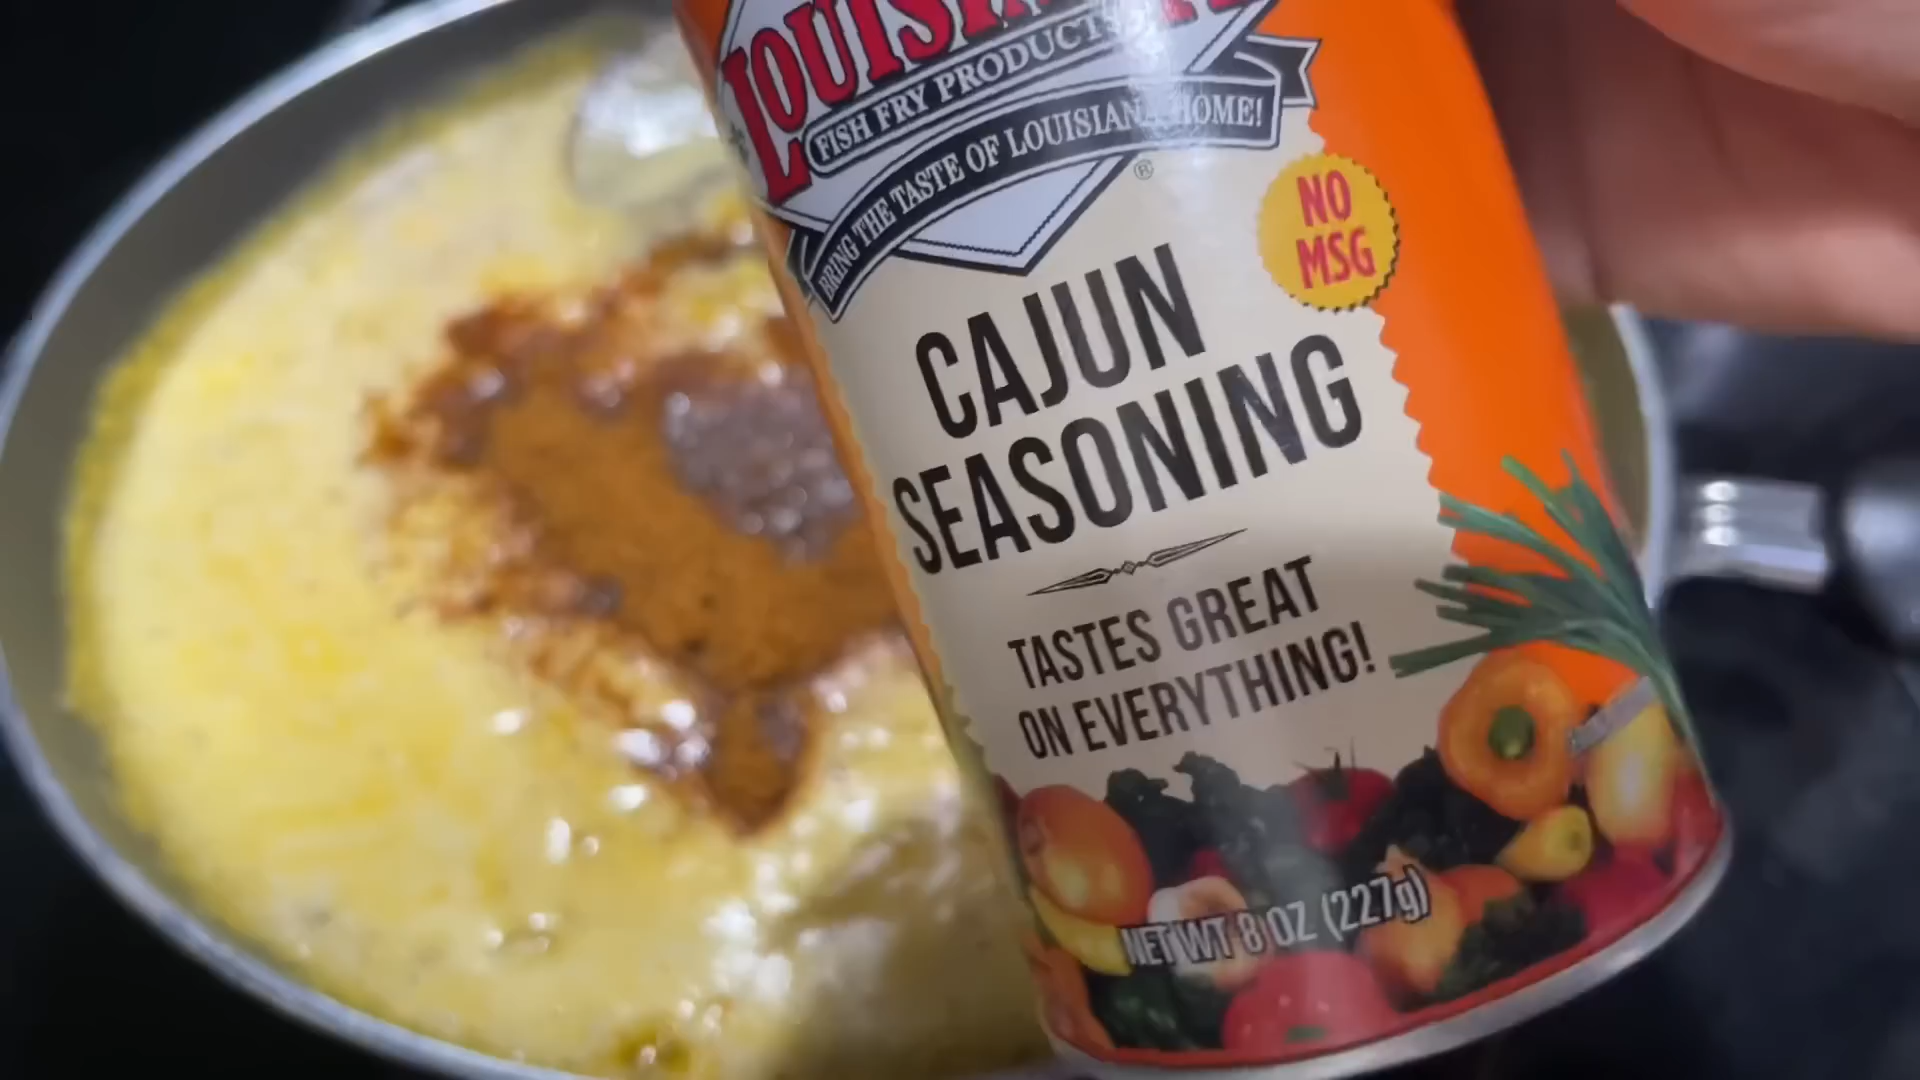 FISH FRY PRODUCTS
BRING THE TASTE OF LOUISIANA HOME!
®
NO
MSG
CAJUN
SEASONING
TASTES GREAT
ON EVERYTHING!
NET WT 8 OZ (227g)